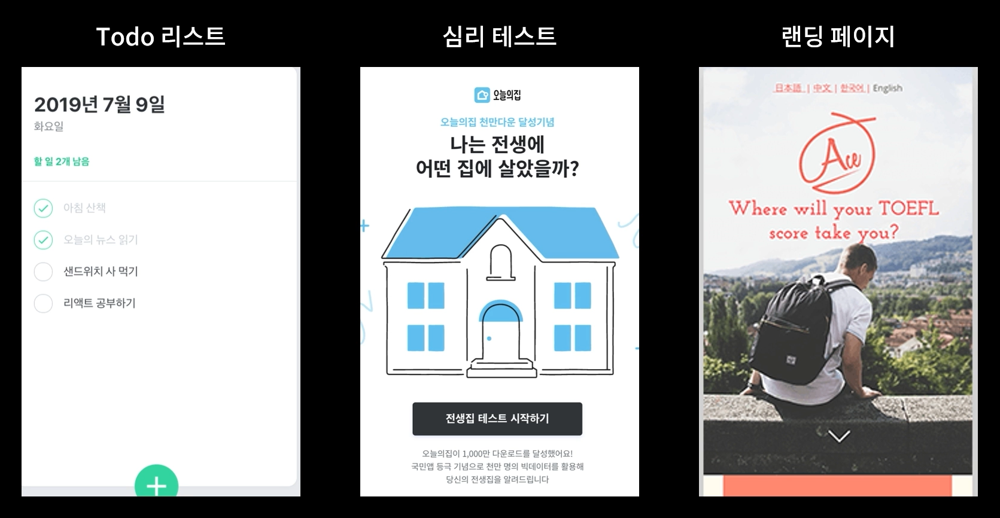 Todo 리스트
2019년 7월 9일
화요일
할 일 2개 남음
아침 산책
오늘의 뉴스 읽기
샌드위치 사 먹기
리액트 공부하기
심리 테스트
오늘의집
오늘의집 천만다운 달성기념
나는 전생에
어떤 집에 살았을까?
전생집 테스트 시작하기
오늘의집이 1,000만 다운로드를 달성했어요!
국민앱 등극 기념으로 천만 명의 빅데이터를 활용해
당신의 전생집을 알려드립니다
랜딩 페이지
日本語 | 中文 | 한국어 | English
Ace
Where will your TOEFL
score take you?